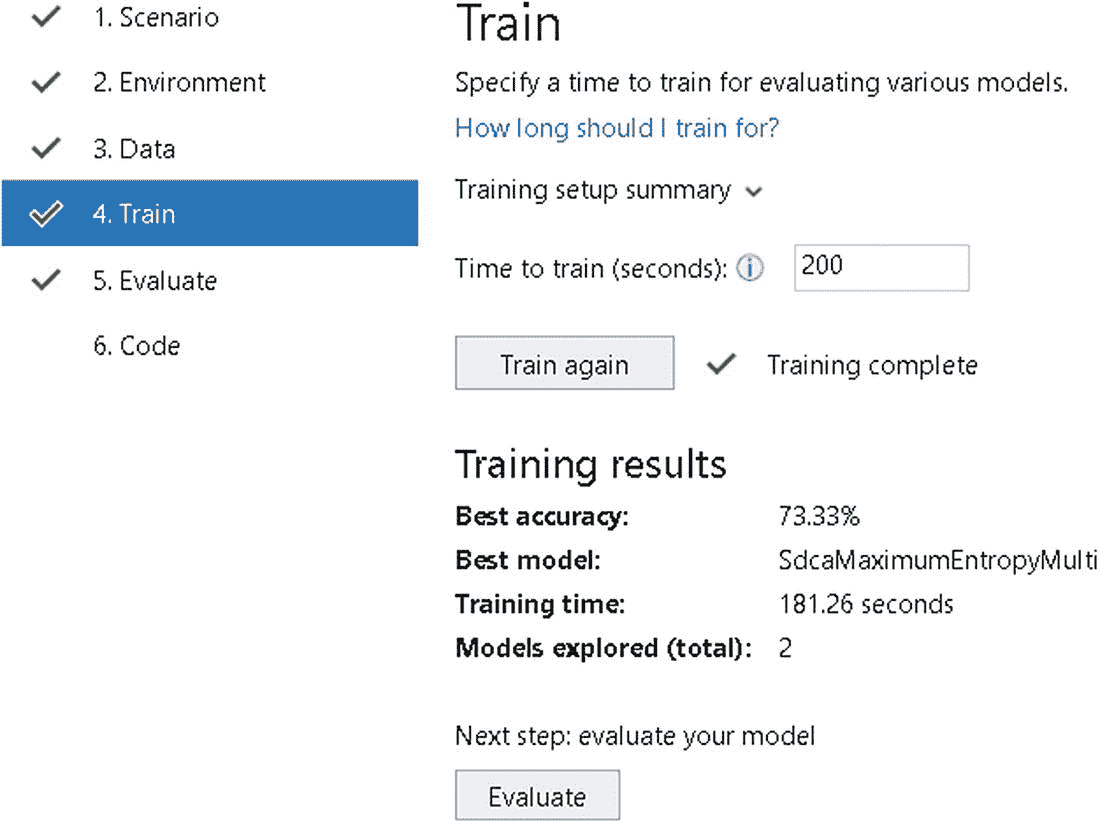 1. Scenario
2. Environment
3. Data
4. Train
5. Evaluate
6. Code
Train
Specify a time to train for evaluating various models.
How long should I train for?
Training setup summary
Time to train (seconds): i 200
Train again Training complete
Training results
Best accuracy: 73.33%
Best model: SdcaMaximumEntropyMulti
Training time: 181.26 seconds
Models explored (total): 2
Next step: evaluate your model
Evaluate